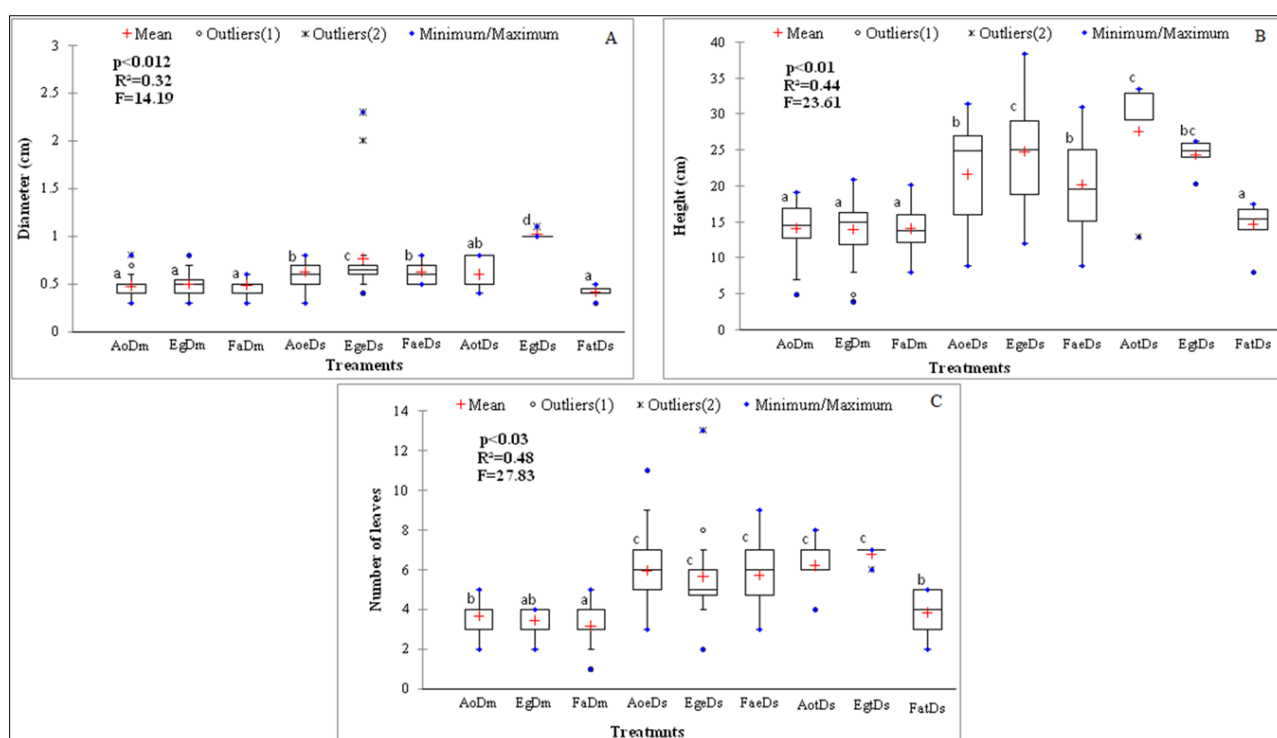 Mean Outliers(1) Outliers(2) Minimum/Maximum A
p<0.012
R²=0.32
F=14.19
Diameter (cm)
3
2.5
2
1.5
1
0.5
0
a a a b c b ab d a
AoDm EgDm FaDm AoeDs EgeDs FaeDs AotDs EgtDs FatDs
Treaments
Mean Outliers(1) Outliers(2) Minimum/Maximum B
p<0.01
R²=0.44
F=23.61
Height (cm)
40
35
30
25
20
15
10
5
0
a a a b c b c bc a
AoDm EgDm FaDm AoeDs EgeDs FaeDs AotDs EgtDs FatDs
Treatments
Mean Outliers(1) Outliers(2) Minimum/Maximum C
p<0.03
R²=0.48
F=27.83
Number of leaves
14
12
10
8
6
4
2
0
b ab a c c c c c b
AoDm EgDm FaDm AoeDs EgeDs FaeDs AotDs EgtDs FatDs
Treatmnts